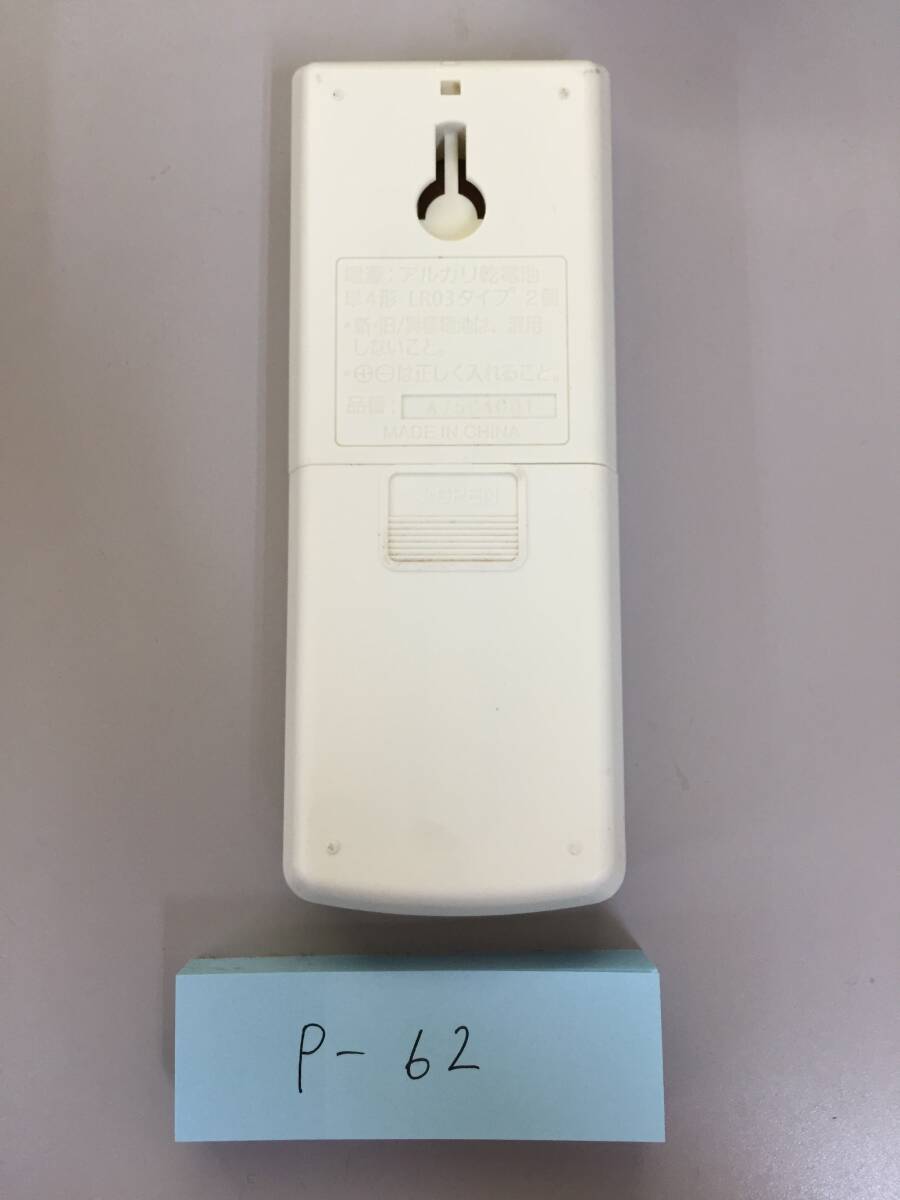 電源:アルカリ乾電池
単4形 LR03タイプ 2個
・新・旧/異種電池は、混用
しないこと。
・⊕⊖は正しく入れること。
品番:
MADE IN CHINA
OPEN
P-62